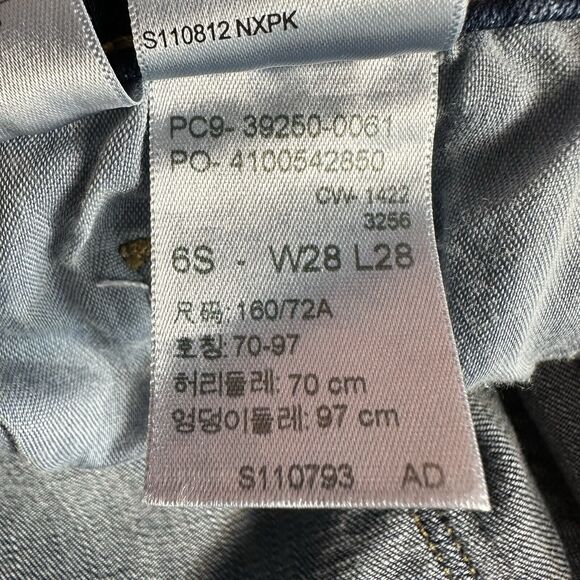 S110812 NXPK
PC9- 39250-0061
PO- 4100542850
CW- 1422
3256
6S - W28 L28
尺码: 160/72A
호칭: 70-97
허리둘레: 70 cm
엉덩이둘레: 97 cm
S110793 AD